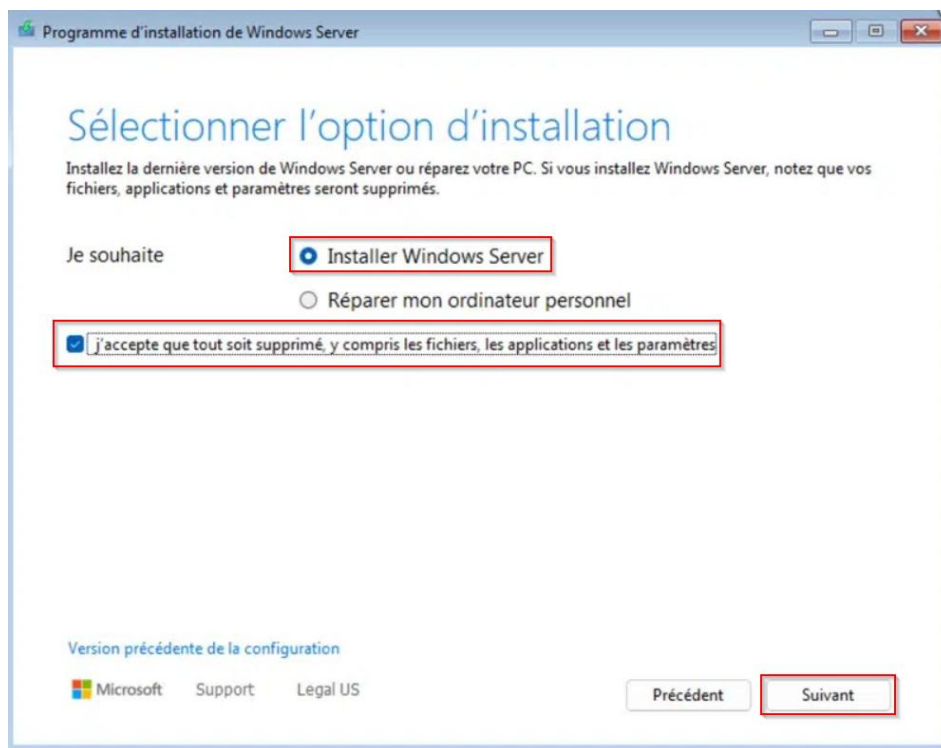 Programme d'installation de Windows Server
Sélectionner l'option d'installation
Installez la dernière version de Windows Server ou réparez votre PC. Si vous installez Windows Server, notez que vos
fichiers, applications et paramètres seront supprimés.
Je souhaite
Installer Windows Server
Réparer mon ordinateur personnel
j'accepte que tout soit supprimé, y compris les fichiers, les applications et les paramètres
Version précédente de la configuration
Microsoft Support Legal US
Précédent Suivant